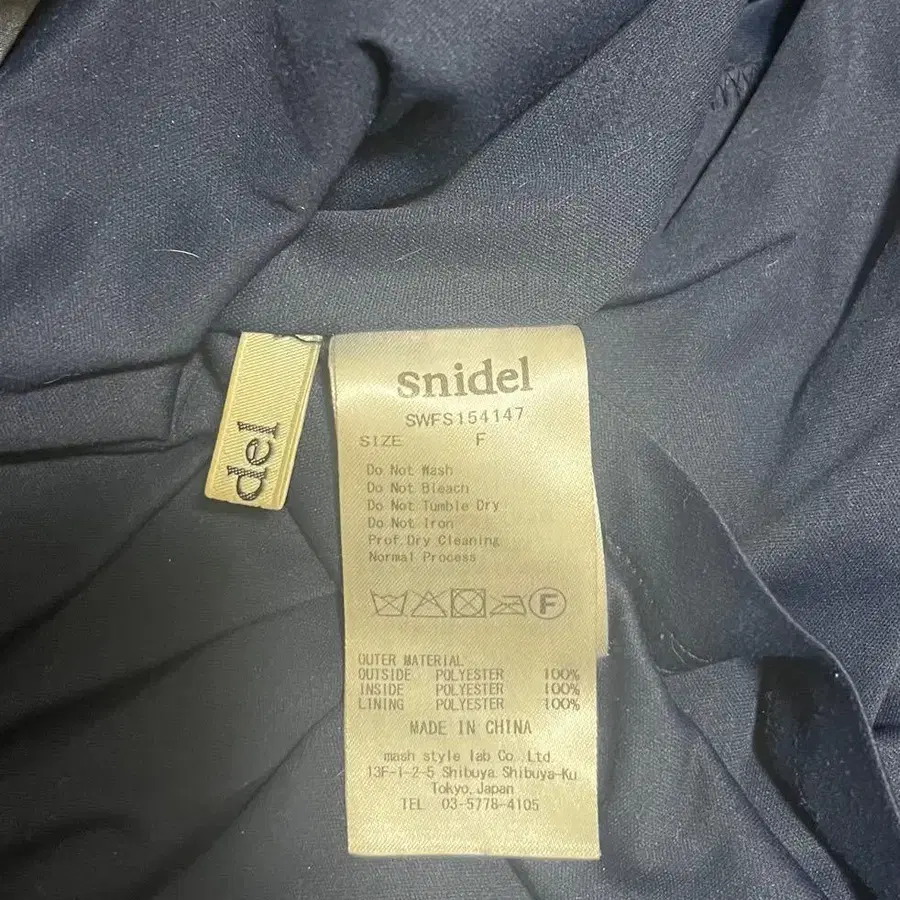 del
snidel
SWFS154147
SIZE F
Do Not Wash
Do Not Bleach
Do Not Tumble Dry
Do Not Iron
Prof.Dry Cleaning
Normal Process
F
OUTER MATERIAL
OUTSIDE POLYESTER 100%
INSIDE POLYESTER 100%
LINING POLYESTER 100%
MADE IN CHINA
mash style lab Co.,Ltd.
13F-1-2-5 Shibuya Shibuya-Ku
Tokyo,Japan
TEL 03-5778-4105